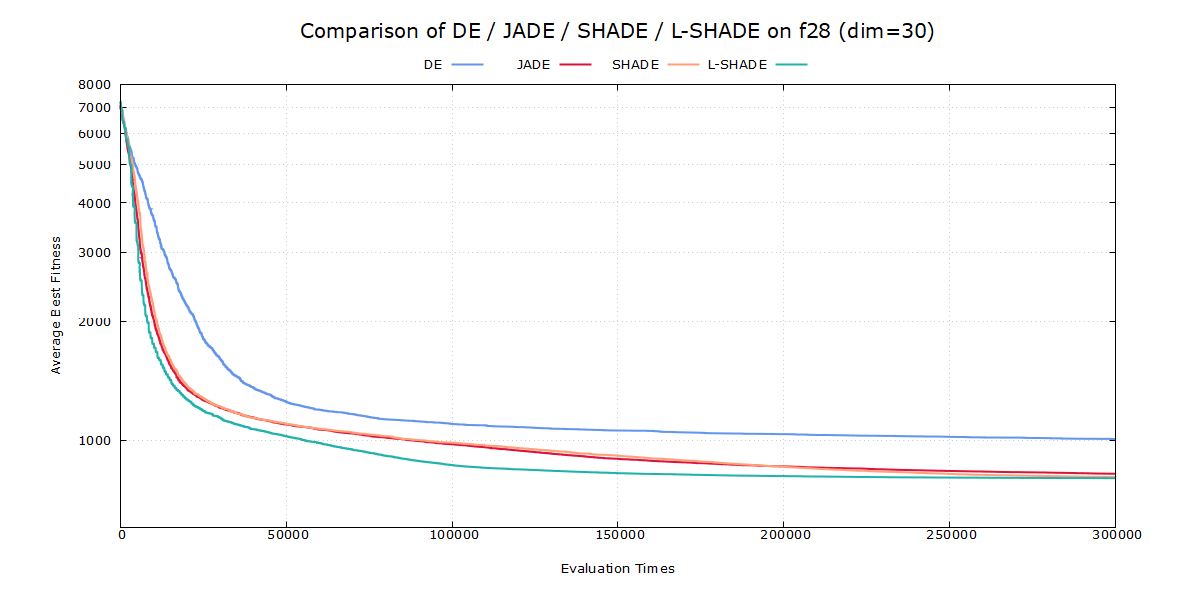 Comparison of DE / JADE / SHADE / L-SHADE on f28 (dim=30)
DE JADE SHADE L-SHADE
8000
7000
6000
5000
4000
3000
2000
1000
Average Best Fitness
0 50000 100000 150000 200000 250000 300000
Evaluation Times